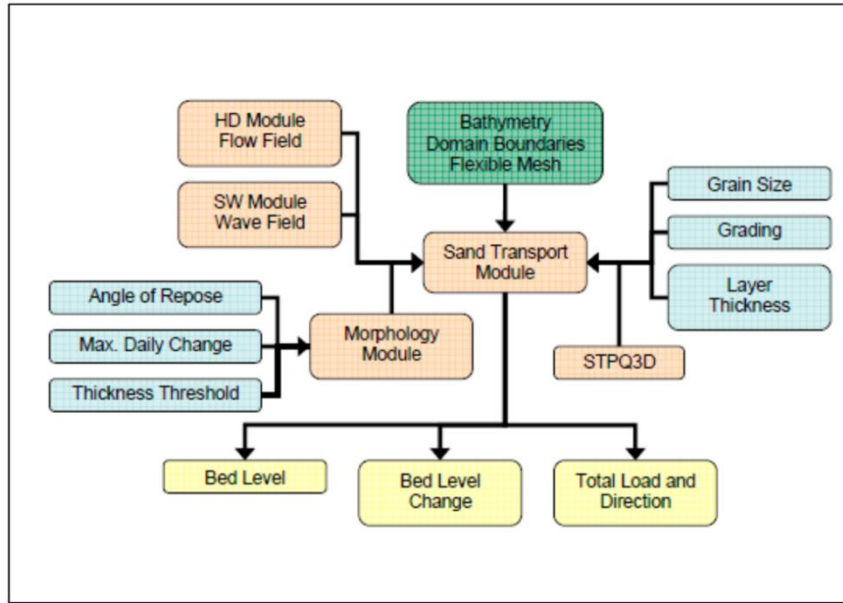 HD Module
Flow Field
Bathymetry
Domain Boundaries
Flexible Mesh
SW Module
Wave Field
Grain Size
Grading
Layer
Thickness
Sand Transport
Module
Angle of Repose
Max. Daily Change
Thickness Threshold
Morphology
Module
STPQ3D
Bed Level
Bed Level
Change
Total Load and
Direction